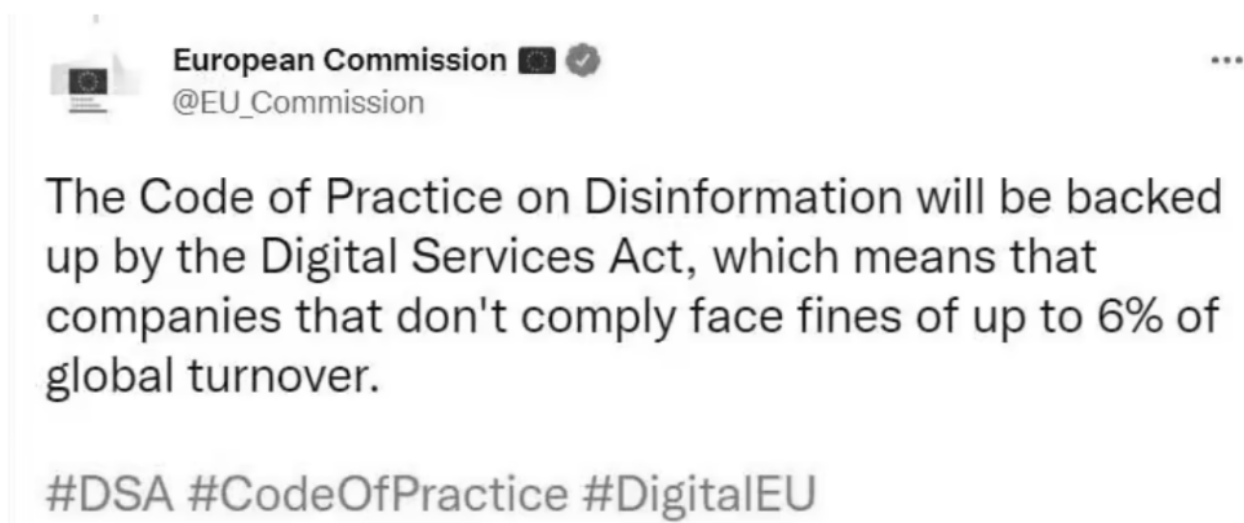 European Commission
@EU_Commission
The Code of Practice on Disinformation will be backed
up by the Digital Services Act, which means that
companies that don't comply face fines of up to 6% of
global turnover.
#DSA #CodeOfPractice #DigitalEU